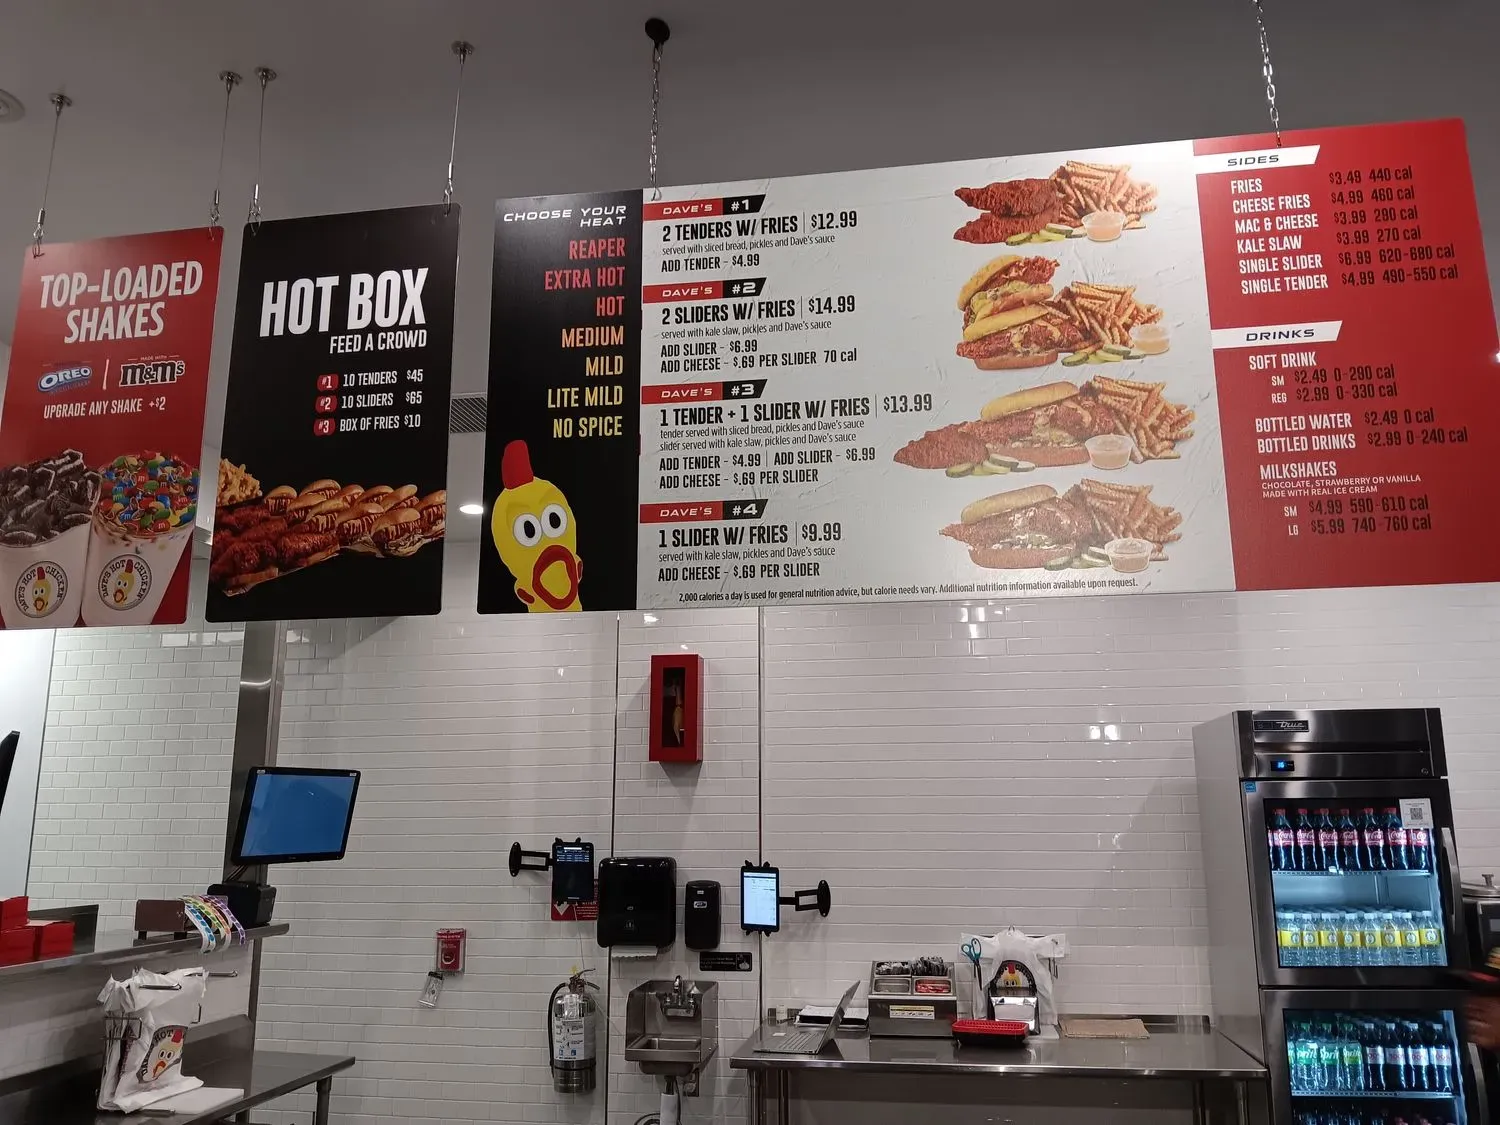 TOP-LOADED
SHAKES
OREO
MADE WITH
m&m's
UPGRADE ANY SHAKE +$2
DAVE'S HOT CHICKEN
DAVE'S HOT CHICKEN
HOT BOX
FEED A CROWD
#1 10 TENDERS $45
#2 10 SLIDERS $65
#3 BOX OF FRIES $10
CHOOSE YOUR
HEAT
REAPER
EXTRA HOT
HOT
MEDIUM
MILD
LITE MILD
NO SPICE
DAVE'S #1
2 TENDERS W/ FRIES | $12.99
served with sliced bread, pickles and Dave's sauce
ADD TENDER - $4.99
DAVE'S #2
2 SLIDERS W/ FRIES | $14.99
served with kale slaw, pickles and Dave's sauce
ADD SLIDER - $6.99
ADD CHEESE - $.69 PER SLIDER 70 cal
DAVE'S #3
1 TENDER + 1 SLIDER W/ FRIES | $13.99
tender served with sliced bread, pickles and Dave's sauce
slider served with kale slaw, pickles and Dave's sauce
ADD TENDER - $4.99 | ADD SLIDER - $6.99
ADD CHEESE - $.69 PER SLIDER
DAVE'S #4
1 SLIDER W/ FRIES | $9.99
served with kale slaw, pickles and Dave's sauce
ADD CHEESE - $.69 PER SLIDER
2,000 calories a day is used for general nutrition advice, but calorie needs vary. Additional nutrition information available upon request.
SIDES
FRIES $3.49 440 cal
CHEESE FRIES $4.99 460 cal
MAC & CHEESE $3.99 280 cal
KALE SLAW $3.99 270 cal
SINGLE SLIDER $6.99 620-680 cal
SINGLE TENDER $4.99 490-550 cal
DRINKS
SOFT DRINK
SM $2.49 0-280 cal
REG $2.99 0-330 cal
BOTTLED WATER $2.49 0 cal
BOTTLED DRINKS $2.99 0-240 cal
MILKSHAKES
CHOCOLATE, STRAWBERRY OR VANILLA
MADE WITH REAL ICE CREAM
SM $4.99 590-610 cal
LG $5.99 740-760 cal
True
Sprite